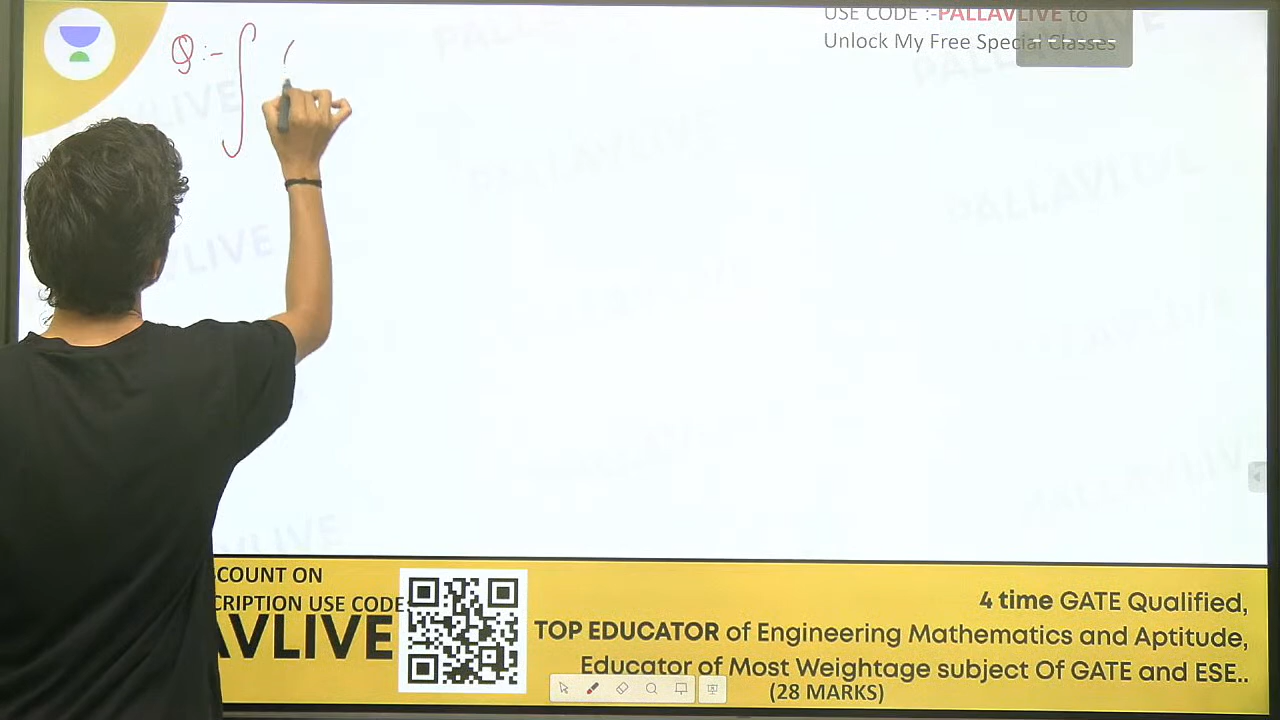 USE CODE :-PALLAVLIVE to
Unlock My Free Special Classes
Q:- ∫ (
COUNT ON
CRIPTION USE CODE:
AVLIVE
4 time GATE Qualified,
TOP EDUCATOR of Engineering Mathematics and Aptitude,
Educator of Most Weightage subject Of GATE and ESE..
(28 MARKS)